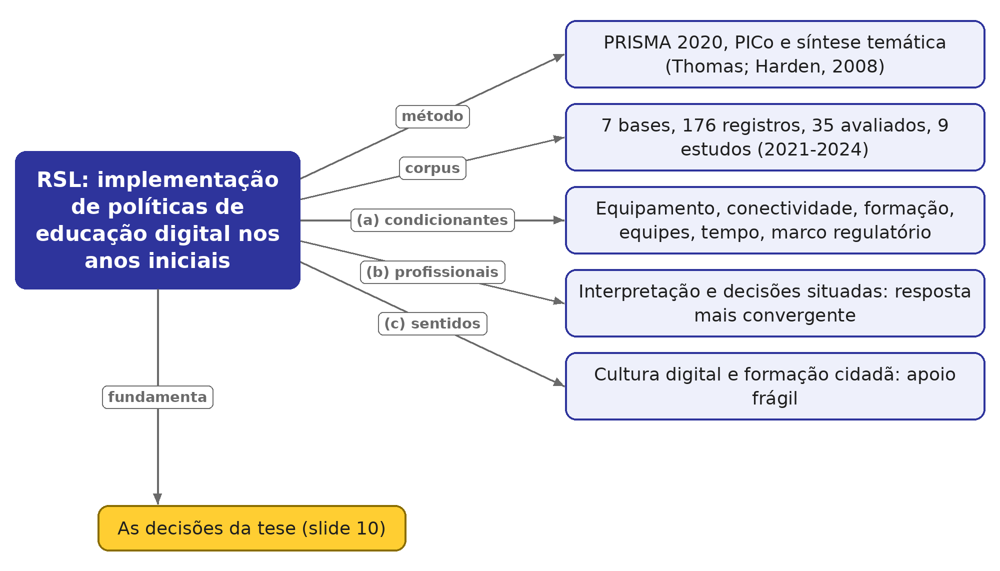 RSL: implementação
de políticas de
educação digital nos
anos iniciais
método
PRISMA 2020, PICo e síntese temática
(Thomas; Harden, 2008)
corpus
7 bases, 176 registros, 35 avaliados, 9
estudos (2021-2024)
(a) condicionantes
Equipamento, conectividade, formação,
equipes, tempo, marco regulatório
(b) profissionais
Interpretação e decisões situadas: resposta
mais convergente
(c) sentidos
Cultura digital e formação cidadã: apoio
frágil
fundamenta
As decisões da tese (slide 10)